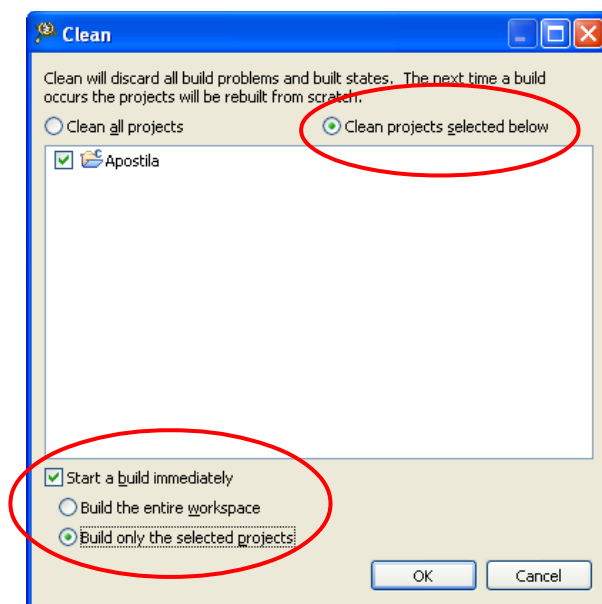 Clean
Clean will discard all build problems and built states. The next time a build
occurs the projects will be rebuilt from scratch.
Clean all projects
Clean projects selected below
Apostila
Start a build immediately
Build the entire workspace
Build only the selected projects
OK
Cancel